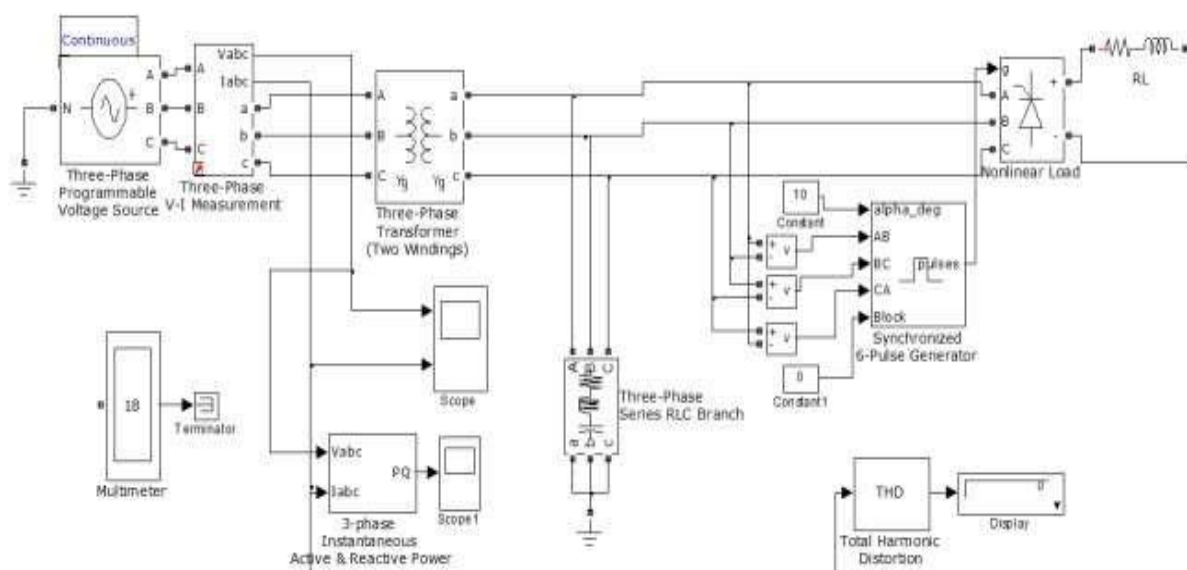 Continuous
N
A
B
C
Three-Phase
Programmable
Voltage Source
A
B
C
Vabc
Iabc
a
b
c
Three-Phase
V-I Measurement
A
B
C
a
b
c
Yg
Yg
Three-Phase
Transformer
(Two Windings)
g
A
B
C
+
-
Nonlinear Load
RL
10
Constant
alpha_deg
AB
BC
CA
Block
pulses
Synchronized
6-Pulse Generator
+
-
v
+
-
v
+
-
v
0
Constant1
Scope
18
Multimeter
Terminator
Vabc
Iabc
PQ
3-phase
Instantaneous
Active & Reactive Power
Scope1
A
B
C
a
c
Three-Phase
Series RLC Branch
THD
Total Harmonic
Distortion
Display